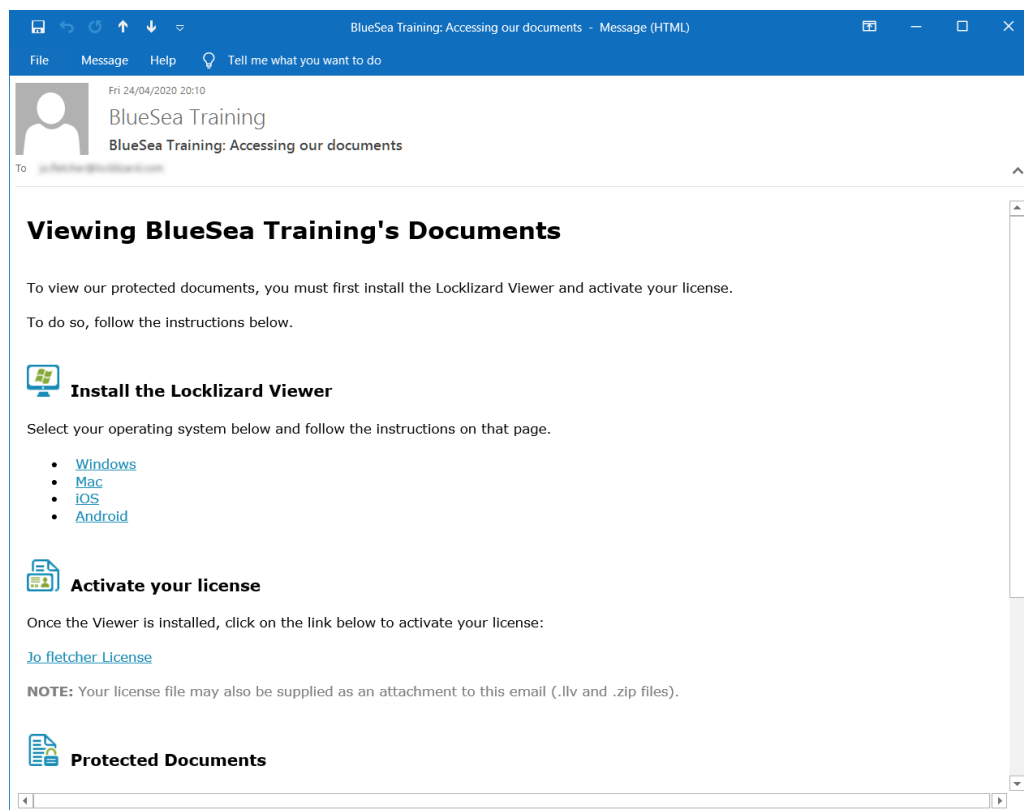 BlueSea Training: Accessing our documents - Message (HTML)
File Message Help Tell me what you want to do
Fri 24/04/2020 20:10
BlueSea Training
BlueSea Training: Accessing our documents
To
Viewing BlueSea Training's Documents
To view our protected documents, you must first install the Locklizard Viewer and activate your license.
To do so, follow the instructions below.
Install the Locklizard Viewer
Select your operating system below and follow the instructions on that page.
Windows
Mac
iOS
Android
Activate your license
Once the Viewer is installed, click on the link below to activate your license:
Jo fletcher License
NOTE: Your license file may also be supplied as an attachment to this email (.llv and .zip files).
Protected Documents